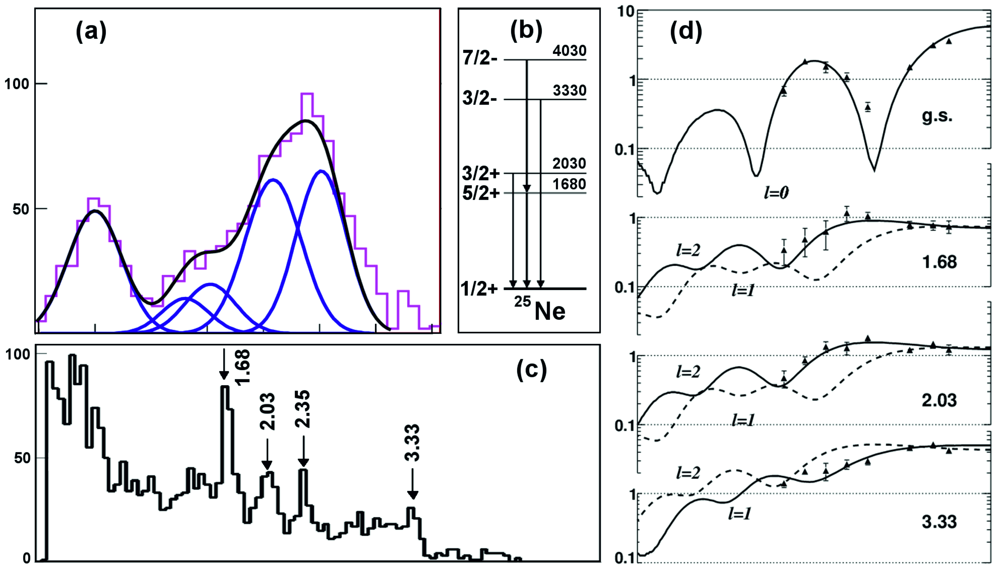 (a)
100
50
(b)
7/2- 4030
3/2- 3330
3/2+ 2030
5/2+ 1680
1/2+
25Ne
(c)
100
50
0
1.68
2.03
2.35
3.33
(d)
10
1
0.1
g.s.
l=0
1
0.1
l=2
l=1
1.68
1
0.1
l=2
l=1
2.03
1
0.1
l=2
l=1
3.33